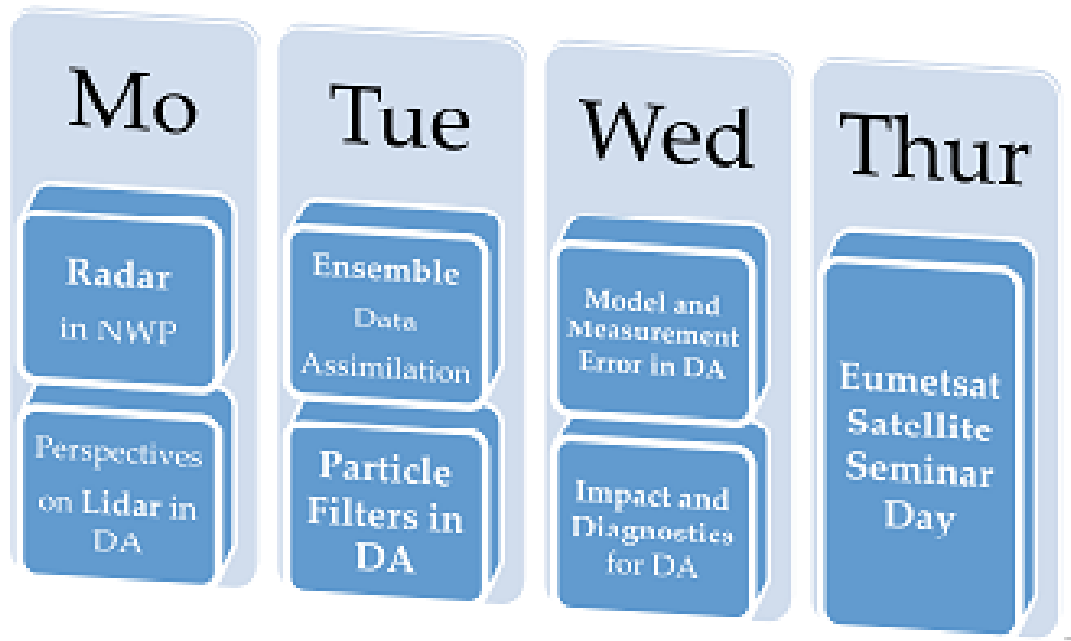 Mo
Radar
in NWP
Perspectives
on Lidar in
DA
Tue
Ensemble
Data
Assimilation
Particle
Filters in
DA
Wed
Model and
Measurement
Error in DA
Impact and
Diagnostics
for DA
Thur
Eumetsat
Satellite
Seminar
Day